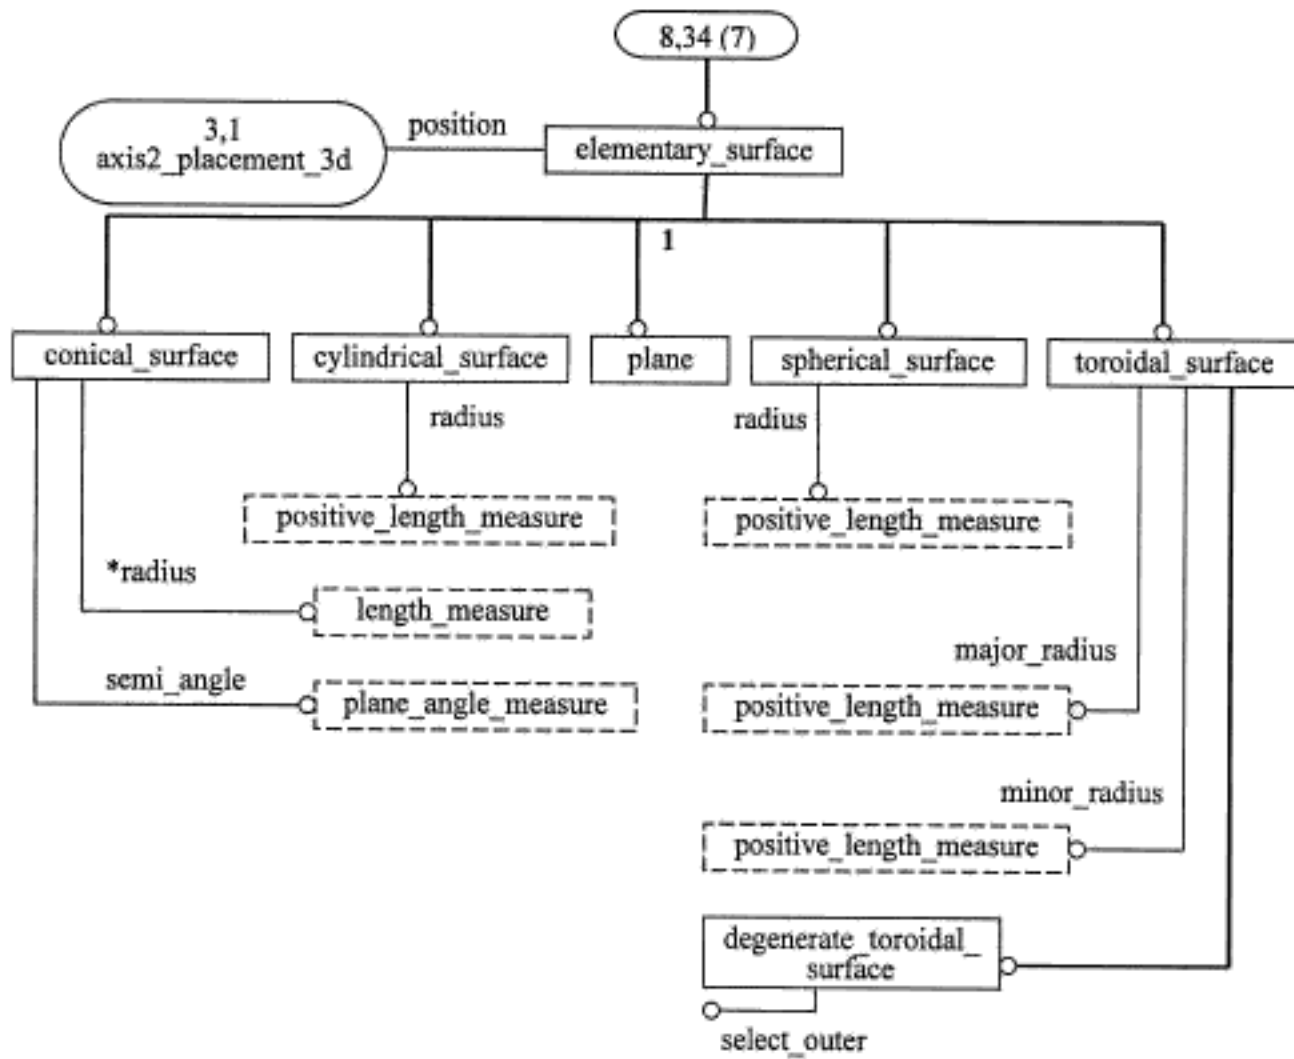 8,34 (7)
3,1
axis2_placement_3d
position
elementary_surface
1
conical_surface
cylindrical_surface
plane
spherical_surface
toroidal_surface
radius
radius
positive_length_measure
positive_length_measure
*radius
length_measure
major_radius
semi_angle
plane_angle_measure
positive_length_measure
minor_radius
positive_length_measure
degenerate_toroidal_
surface
select_outer